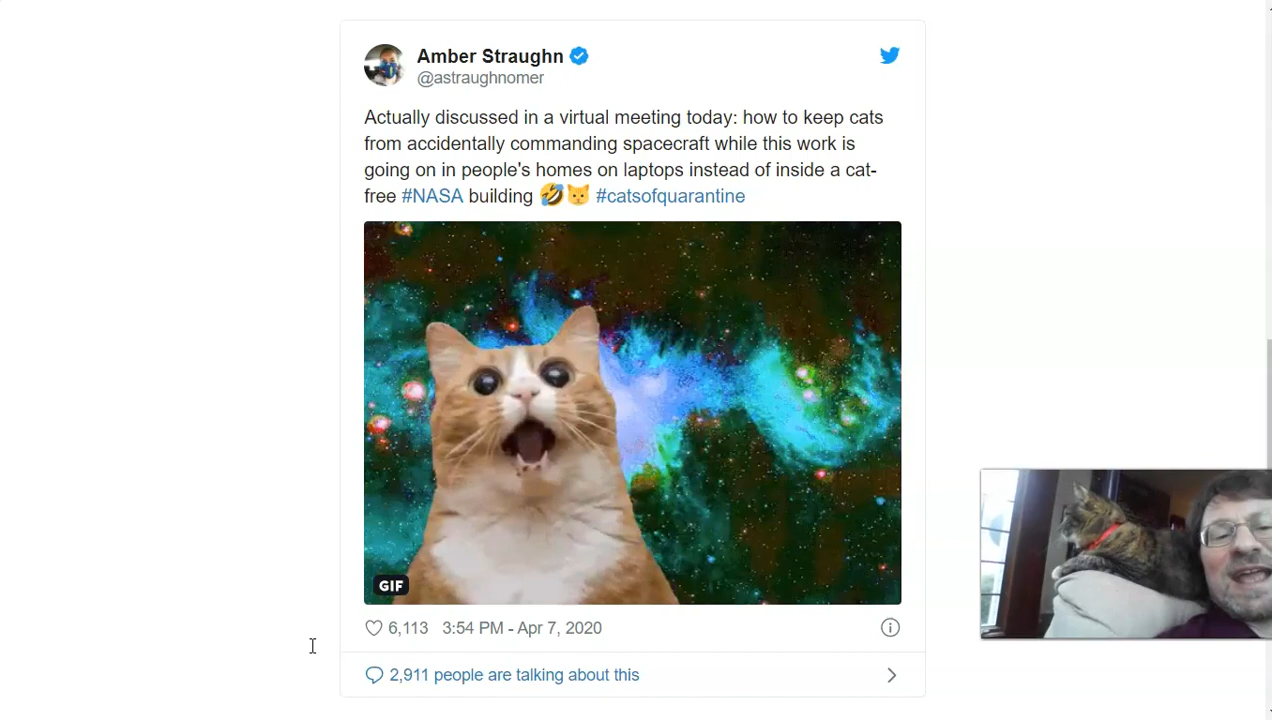 Amber Straughn
@astraughnomer
Actually discussed in a virtual meeting today: how to keep cats
from accidentally commanding spacecraft while this work is
going on in people's homes on laptops instead of inside a cat-
free #NASA building 🤣🐱 #catsofquarantine
GIF
6,113 3:54 PM - Apr 7, 2020
2,911 people are talking about this